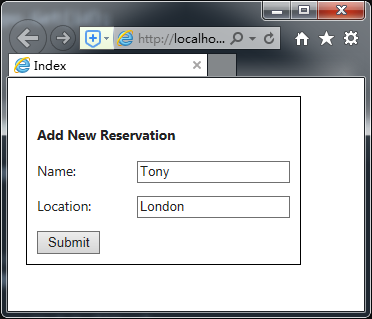 http://localho...
Index
Add New Reservation
Name: Tony
Location: London
Submit